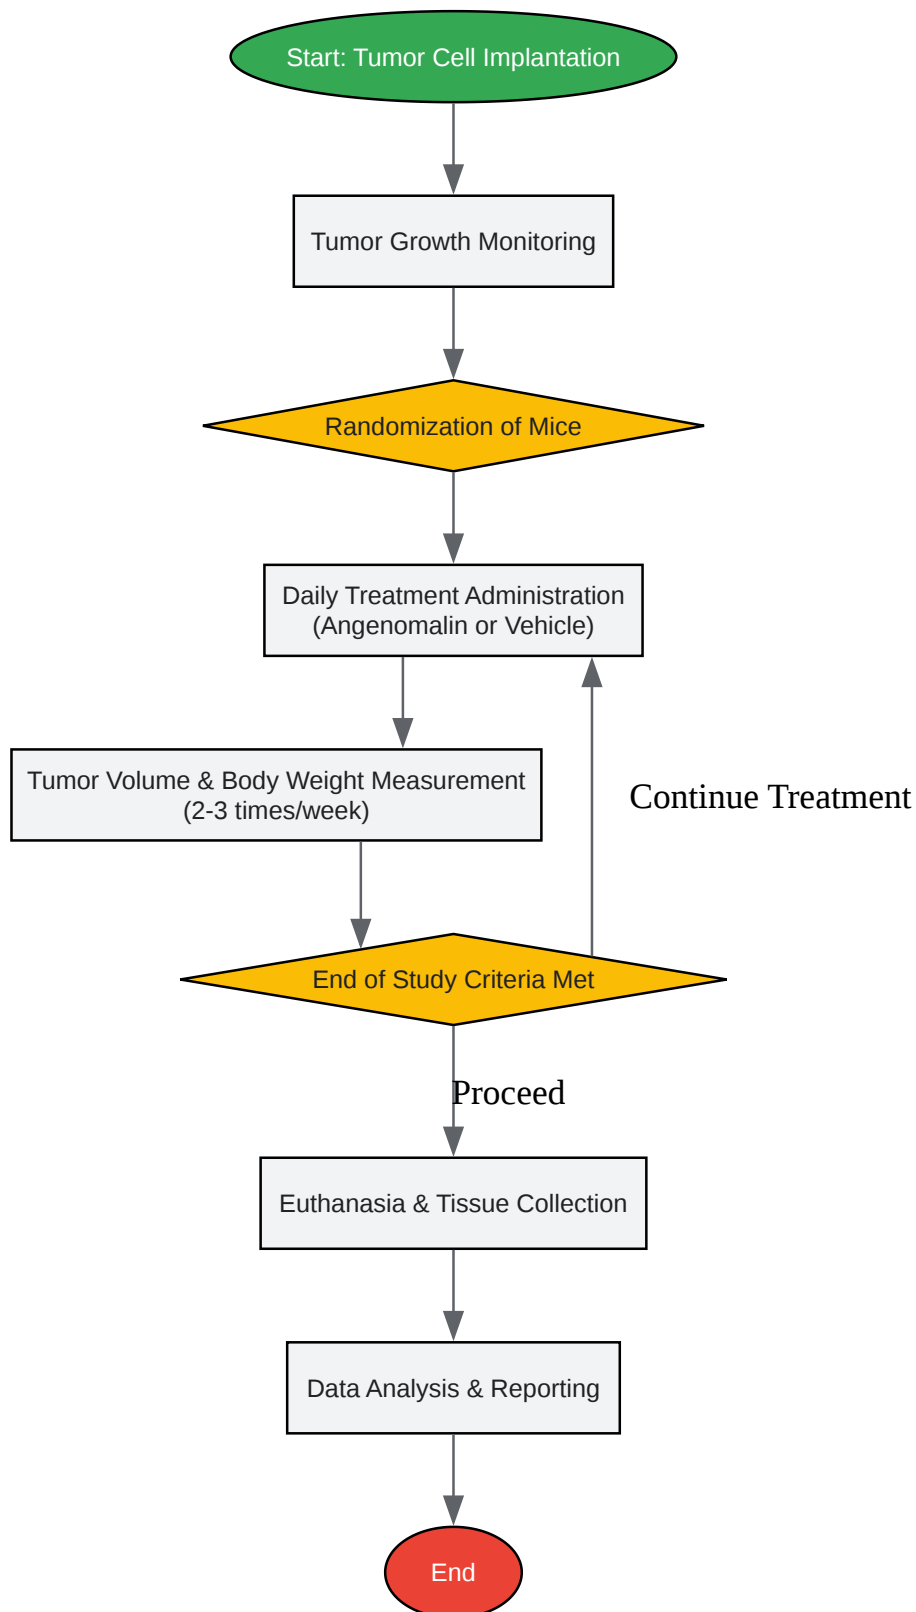 Start: Tumor Cell Implantation
Tumor Growth Monitoring
Randomization of Mice
Daily Treatment Administration
(Angenomalin or Vehicle)
Tumor Volume & Body Weight Measurement
(2-3 times/week)
Continue Treatment
End of Study Criteria Met
Proceed
Euthanasia & Tissue Collection
Data Analysis & Reporting
End